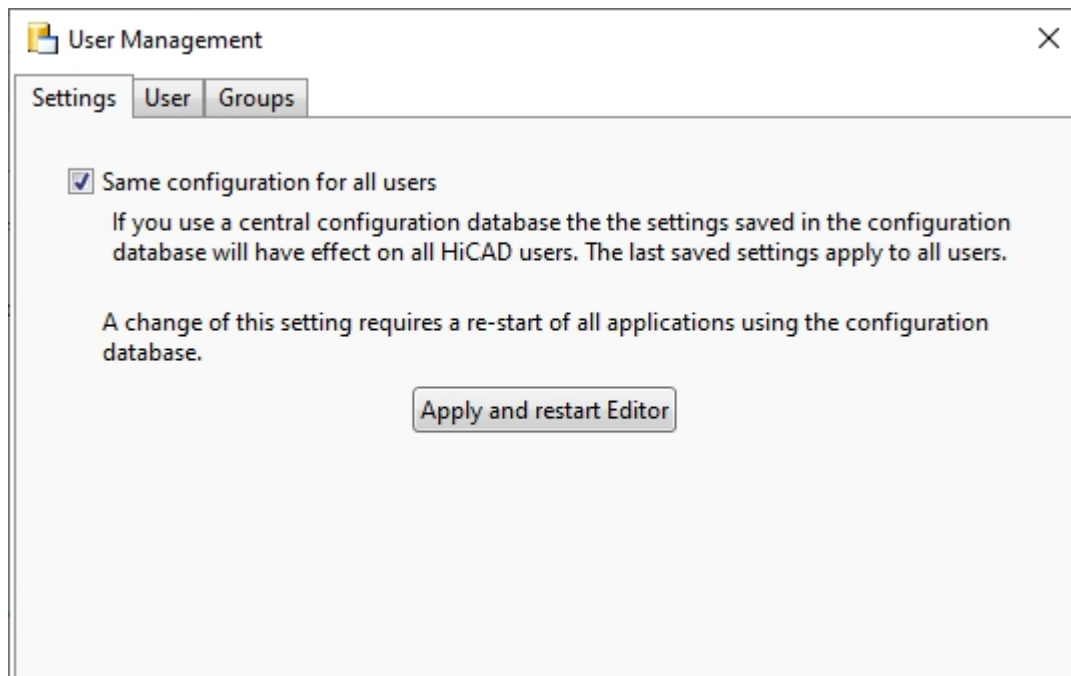 User Management
Settings User Groups
Same configuration for all users
If you use a central configuration database the the settings saved in the configuration
database will have effect on all HiCAD users. The last saved settings apply to all users.
A change of this setting requires a re-start of all applications using the configuration
database.
Apply and restart Editor